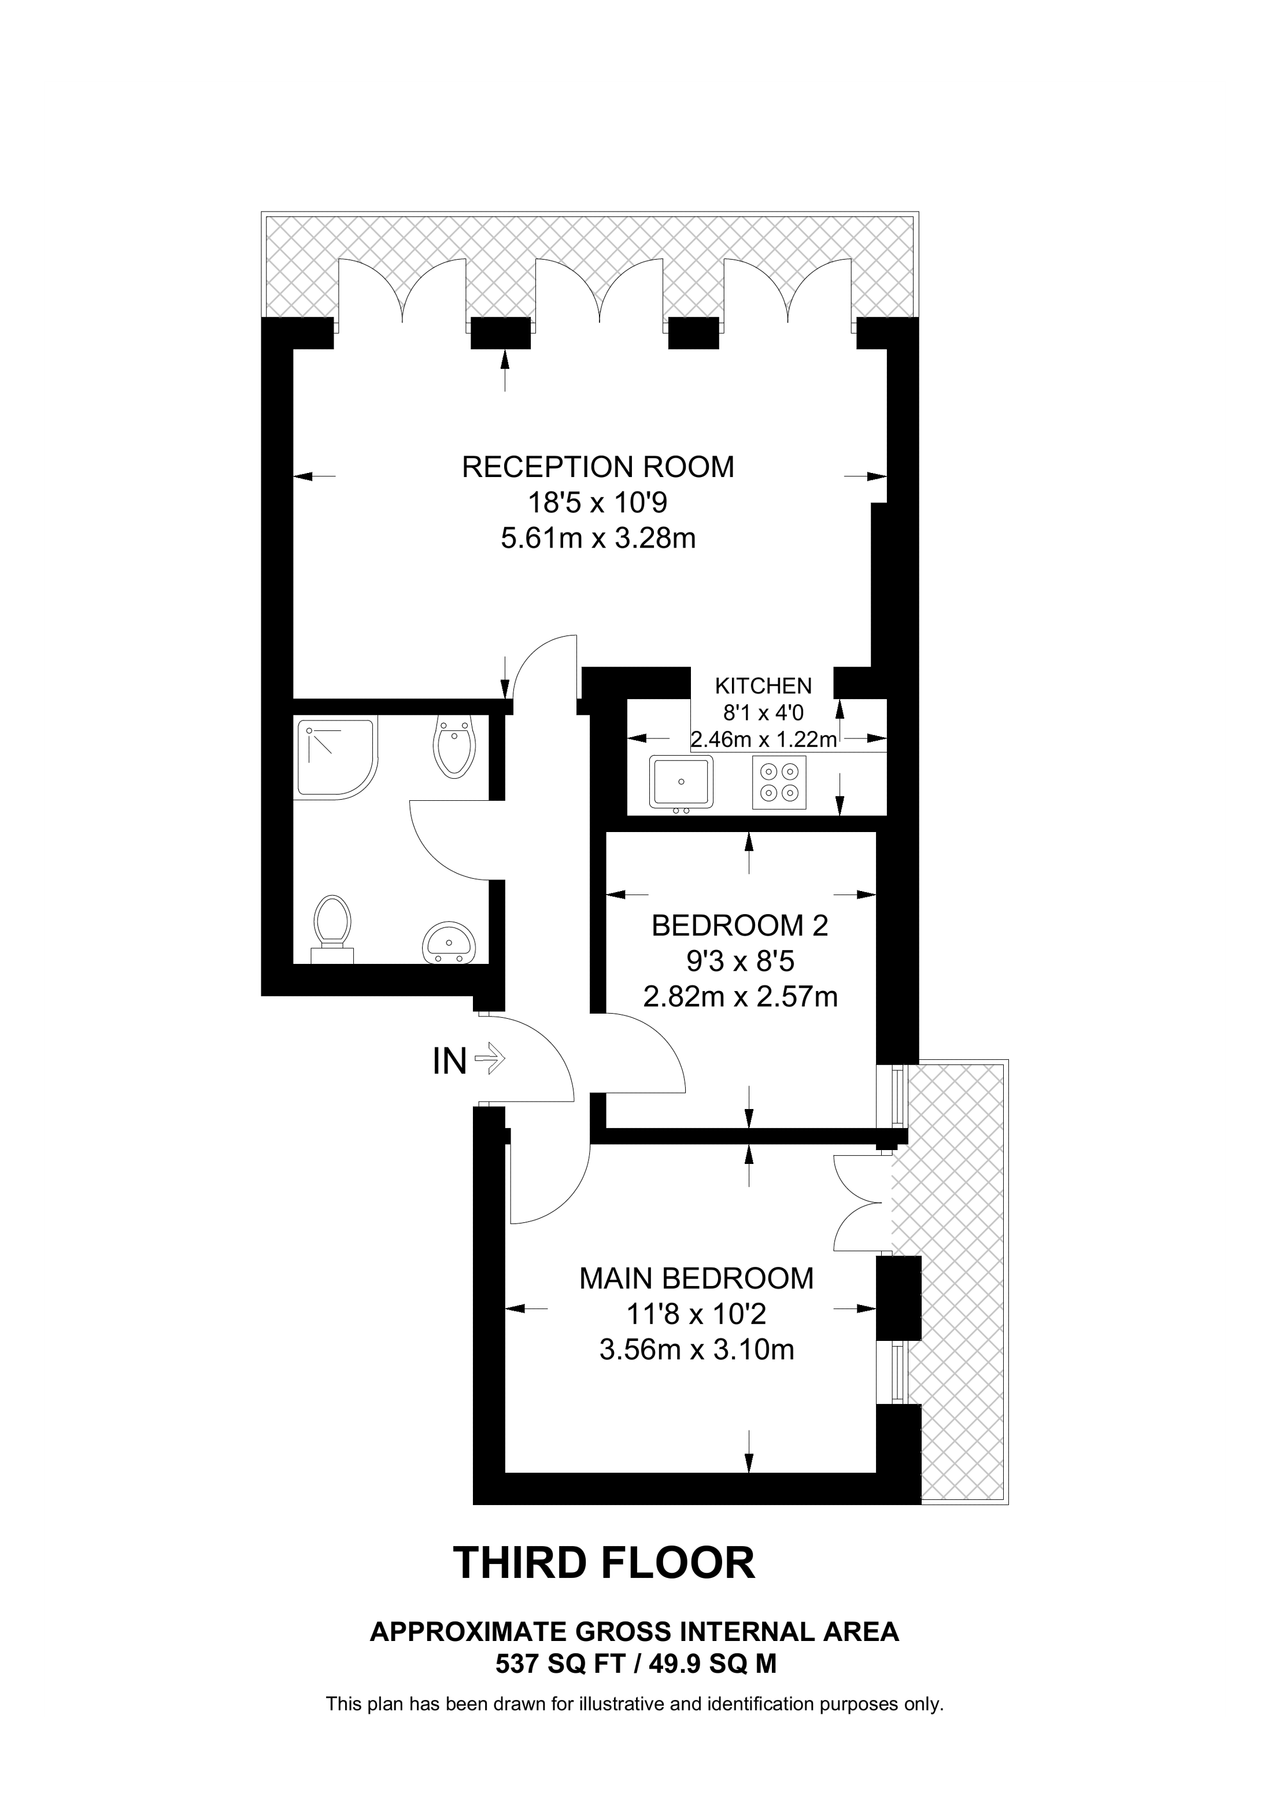 RECEPTION ROOM
18'5 x 10'9
5.61m x 3.28m
KITCHEN
8'1 x 4'0
2.46m x 1.22m
BEDROOM 2
9'3 x 8'5
2.82m x 2.57m
IN
MAIN BEDROOM
11'8 x 10'2
3.56m x 3.10m
THIRD FLOOR
APPROXIMATE GROSS INTERNAL AREA
537 SQ FT / 49.9 SQ M
This plan has been drawn for illustrative and identification purposes only.